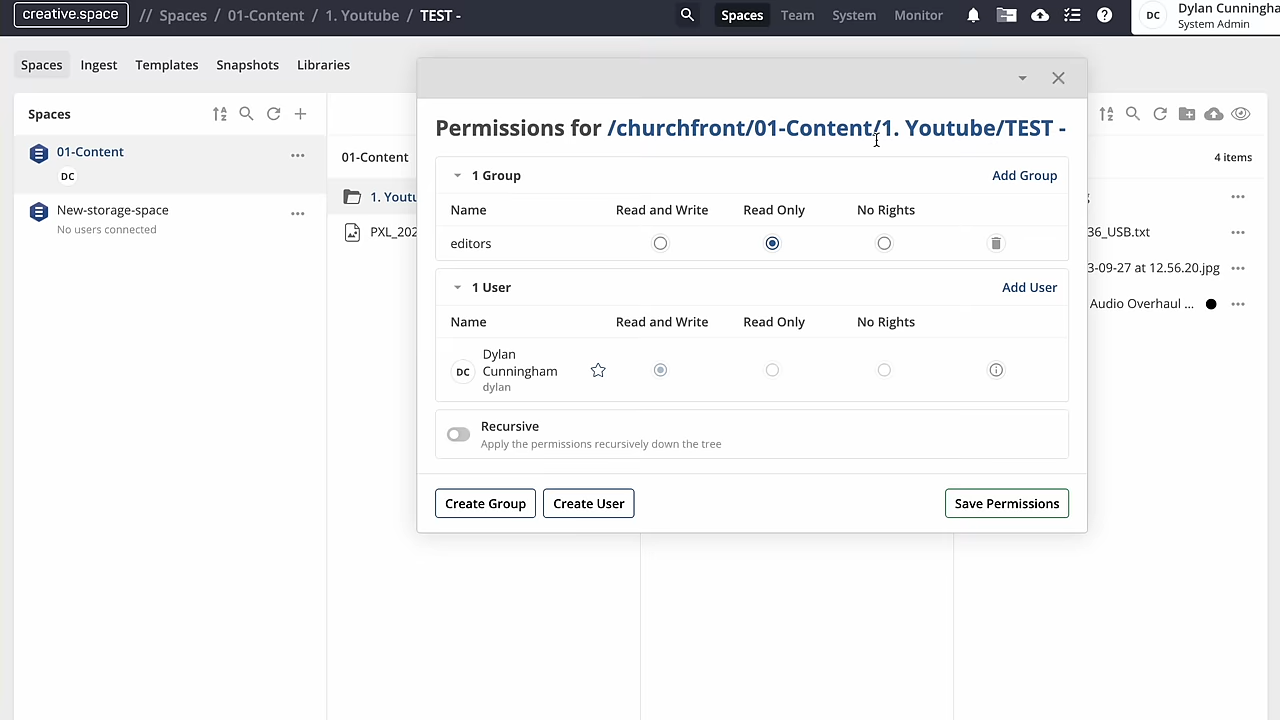 creative.space // Spaces / 01-Content / 1. Youtube / TEST -
Spaces Team System Monitor
DC
System Admin
Spaces Ingest Templates Snapshots Libraries
Spaces
01-Content
DC
New-storage-space
No users connected
01-Content
4 items
Permissions for /churchfront/01-Content/1. Youtube/TEST -
1 Group Add Group
Name Read and Write Read Only No Rights
editors
1 User Add User
Name Read and Write Read Only No Rights
DC
Dylan
Cunningham
dylan
Recursive
Apply the permissions recursively down the tree
Create Group Create User Save Permissions
36_USB.txt
3-09-27 at 12.56.20.jpg
Audio Overhaul ...